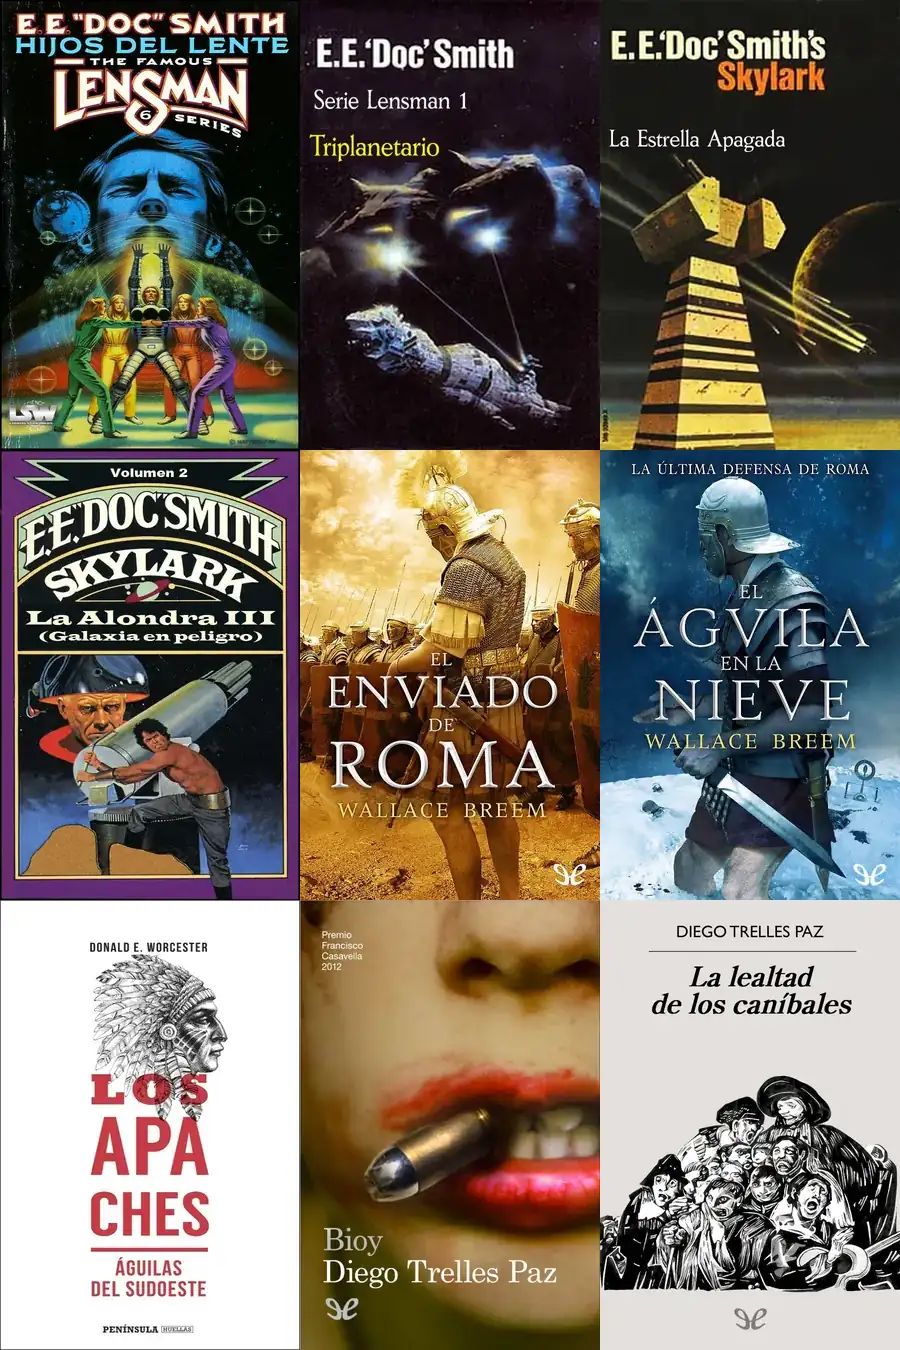 E.E. "DOC" SMITH
HIJOS DEL LENTE
THE FAMOUS
LENSMAN
6 SERIES
LSW
E.E.'Doc' Smith
Serie Lensman 1
Triplanetario
E.E.'Doc' Smith's
Skylark
La Estrella Apagada
Volumen 2
E.E. "DOC" SMITH
SKYLARK
La Alondra III
(Galaxia en peligro)
EL
ENVIADO
DE
ROMA
WALLACE BREEM
LA ÚLTIMA DEFENSA DE ROMA
EL
ÁGVILA
EN LA
NIEVE
WALLACE BREEM
DONALD E. WORCESTER
LOS
APA
CHES
ÁGUILAS
DEL SUDOESTE
PENÍNSULA HUELLAS
Premio
Francisco
Casavella
2012
Bioy
Diego Trelles Paz
DIEGO TRELLES PAZ
La lealtad
de los caníbales